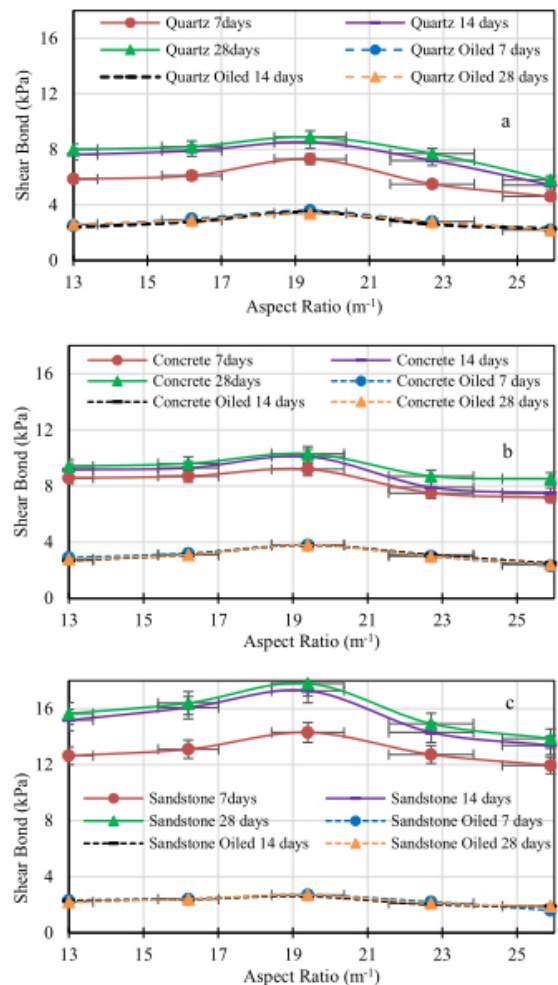 18
Quartz 7days
Quartz 14 days
Quartz 28days
Quartz Oiled 7 days
Quartz Oiled 14 days
Quartz Oiled 28 days
a
12
8
4
0
Shear Bond (kPa)
13 15 17 19 21 23 25
Aspect Ratio (m⁻¹)
16
Concrete 7days
Concrete 14 days
Concrete 28days
Concrete Oiled 7 days
Concrete Oiled 14 days
Concrete Oiled 28 days
b
12
8
4
0
Shear Bond (kPa)
13 15 17 19 21 23 25
Aspect Ratio (m⁻¹)
c
16
12
Sandstone 7days
Sandstone 14 days
Sandstone 28 days
Sandstone Oiled 7 days
Sandstone Oiled 14 days
Sandstone Oiled 28 days
8
4
0
Shear Bond (kPa)
13 15 17 19 21 23 25
Aspect Ratio (m⁻¹)